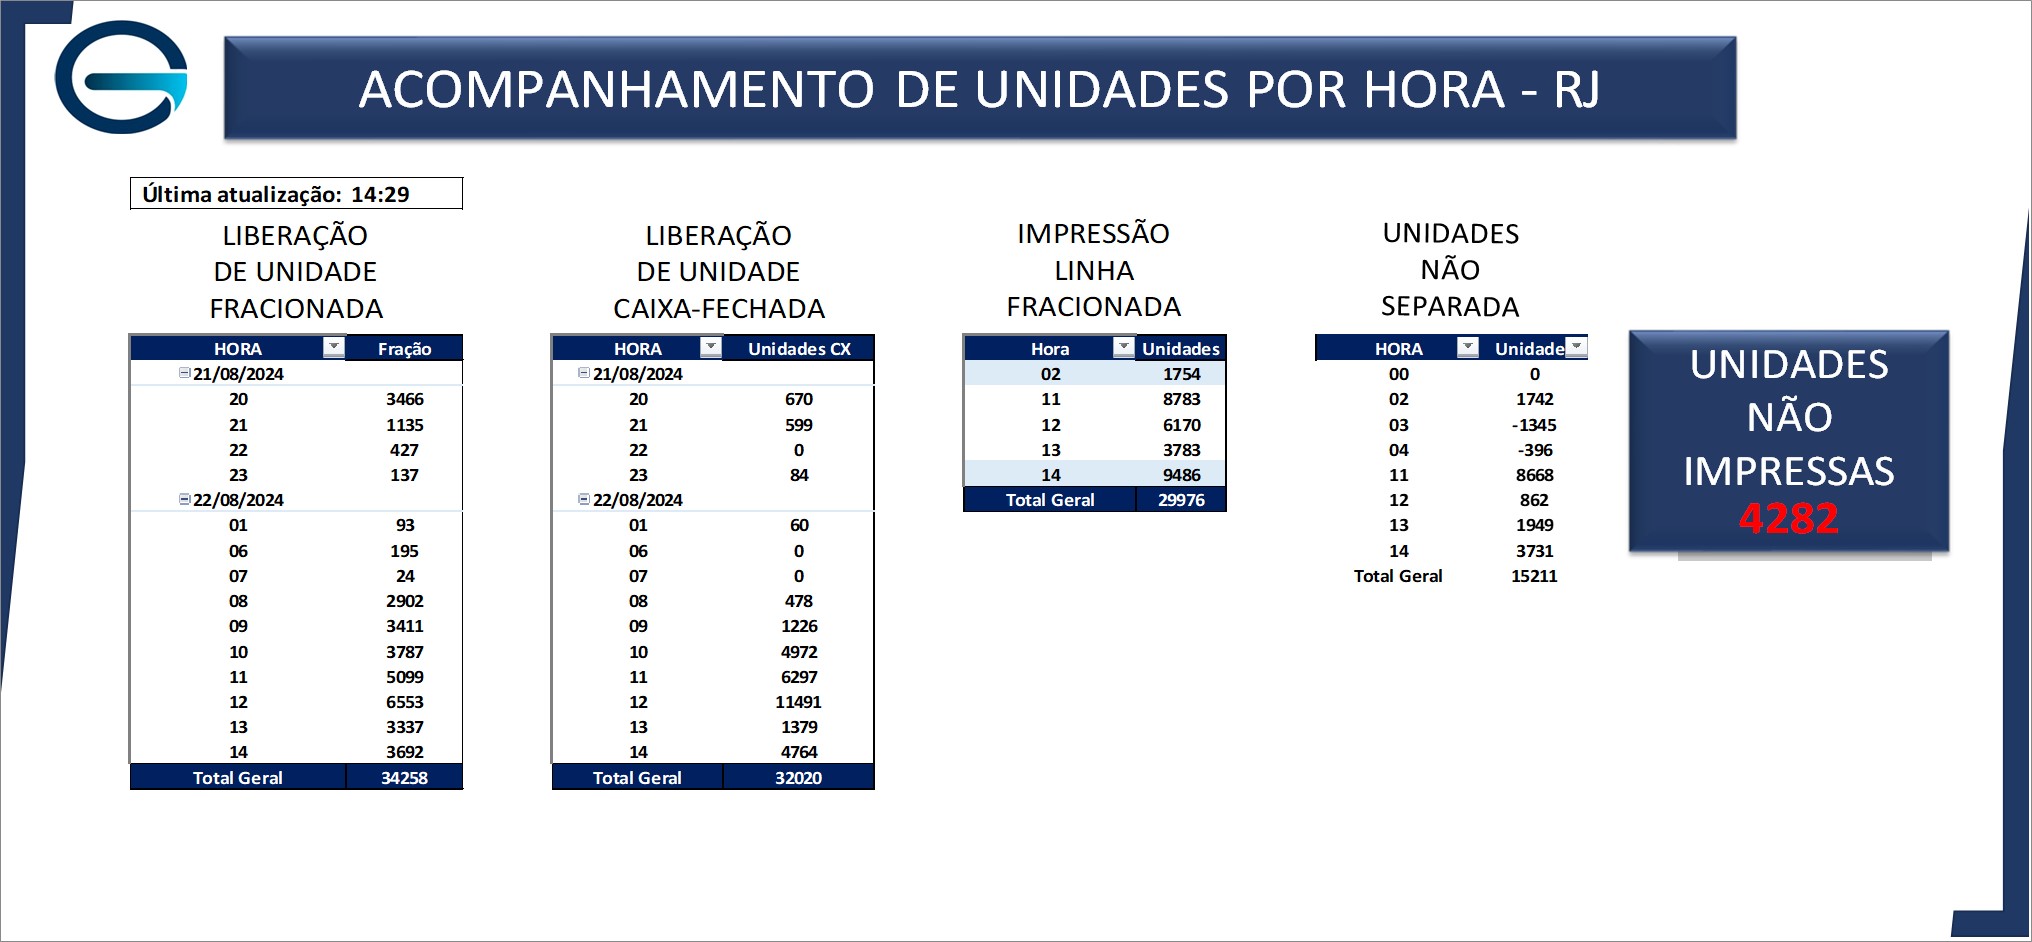 ACOMPANHAMENTO DE UNIDADES POR HORA - RJ
Última atualização: 14:29
LIBERAÇÃO
DE UNIDADE
FRACIONADA
HORA Fração
21/08/2024
20 3466
21 1135
22 427
23 137
22/08/2024
01 93
06 195
07 24
08 2902
09 3411
10 3787
11 5099
12 6553
13 3337
14 3692
Total Geral 34258
LIBERAÇÃO
DE UNIDADE
CAIXA-FECHADA
HORA Unidades CX
21/08/2024
20 670
21 599
22 0
23 84
22/08/2024
01 60
06 0
07 0
08 478
09 1226
10 4972
11 6297
12 11491
13 1379
14 4764
Total Geral 32020
IMPRESSÃO
LINHA
FRACIONADA
Hora Unidades
02 1754
11 8783
12 6170
13 3783
14 9486
Total Geral 29976
UNIDADES
NÃO
SEPARADA
HORA Unidade
00 0
02 1742
03 -1345
04 -396
11 8668
12 862
13 1949
14 3731
Total Geral 15211
UNIDADES
NÃO
IMPRESSAS
4282